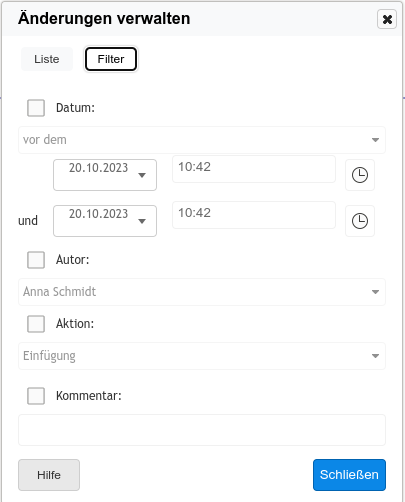 Änderungen verwalten
Liste
Filter
Datum:
vor dem
20.10.2023
10:42
und
20.10.2023
10:42
Autor:
Anna Schmidt
Aktion:
Einfügung
Kommentar:
Hilfe
Schließen